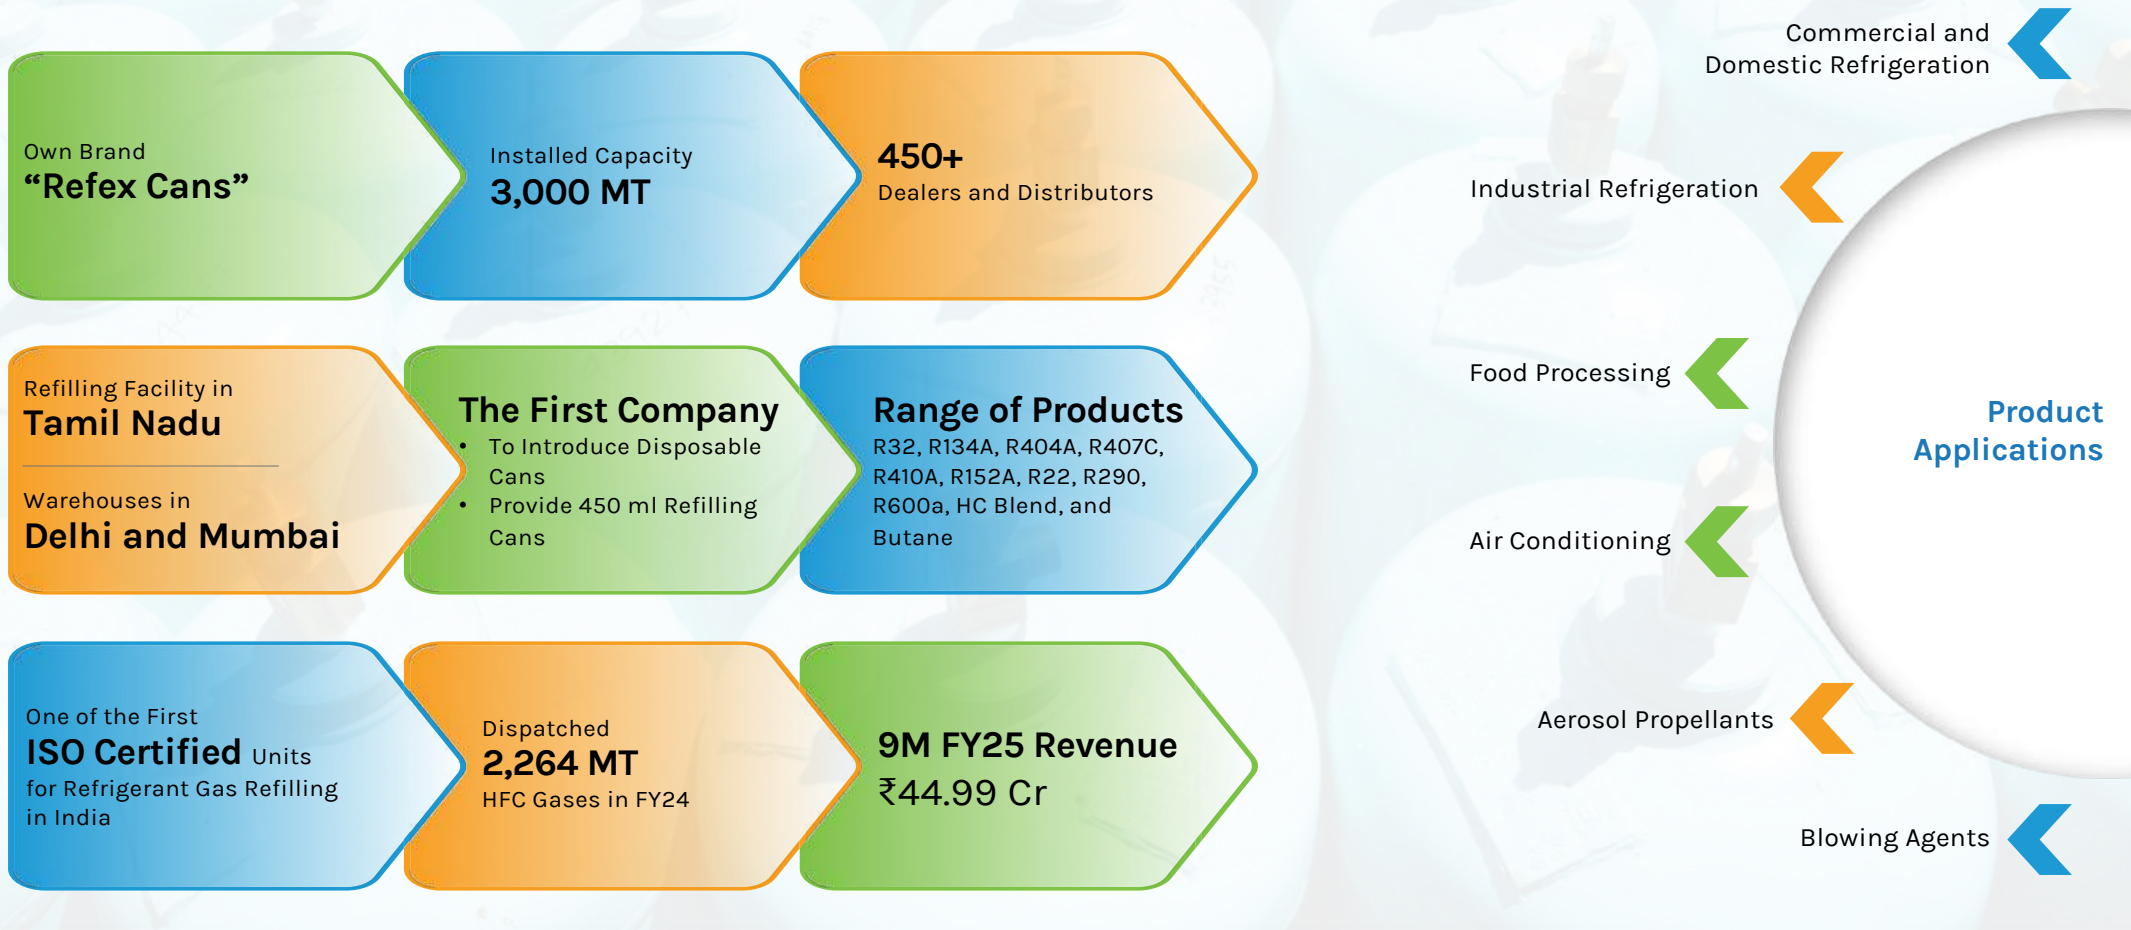 Own Brand
“Refex Cans”
Installed Capacity
3,000 MT
450+
Dealers and Distributors
Refilling Facility in
Tamil Nadu
Warehouses in
Delhi and Mumbai
The First Company
• To Introduce Disposable
Cans
• Provide 450 ml Refilling
Cans
Range of Products
R32, R134A, R404A, R407C,
R410A, R152A, R22, R290,
R600a, HC Blend, and
Butane
One of the First
ISO Certified Units
for Refrigerant Gas Refilling
in India
Dispatched
2,264 MT
HFC Gases in FY24
9M FY25 Revenue
₹44.99 Cr
Commercial and
Domestic Refrigeration
Industrial Refrigeration
Food Processing
Air Conditioning
Aerosol Propellants
Blowing Agents
Product
Applications